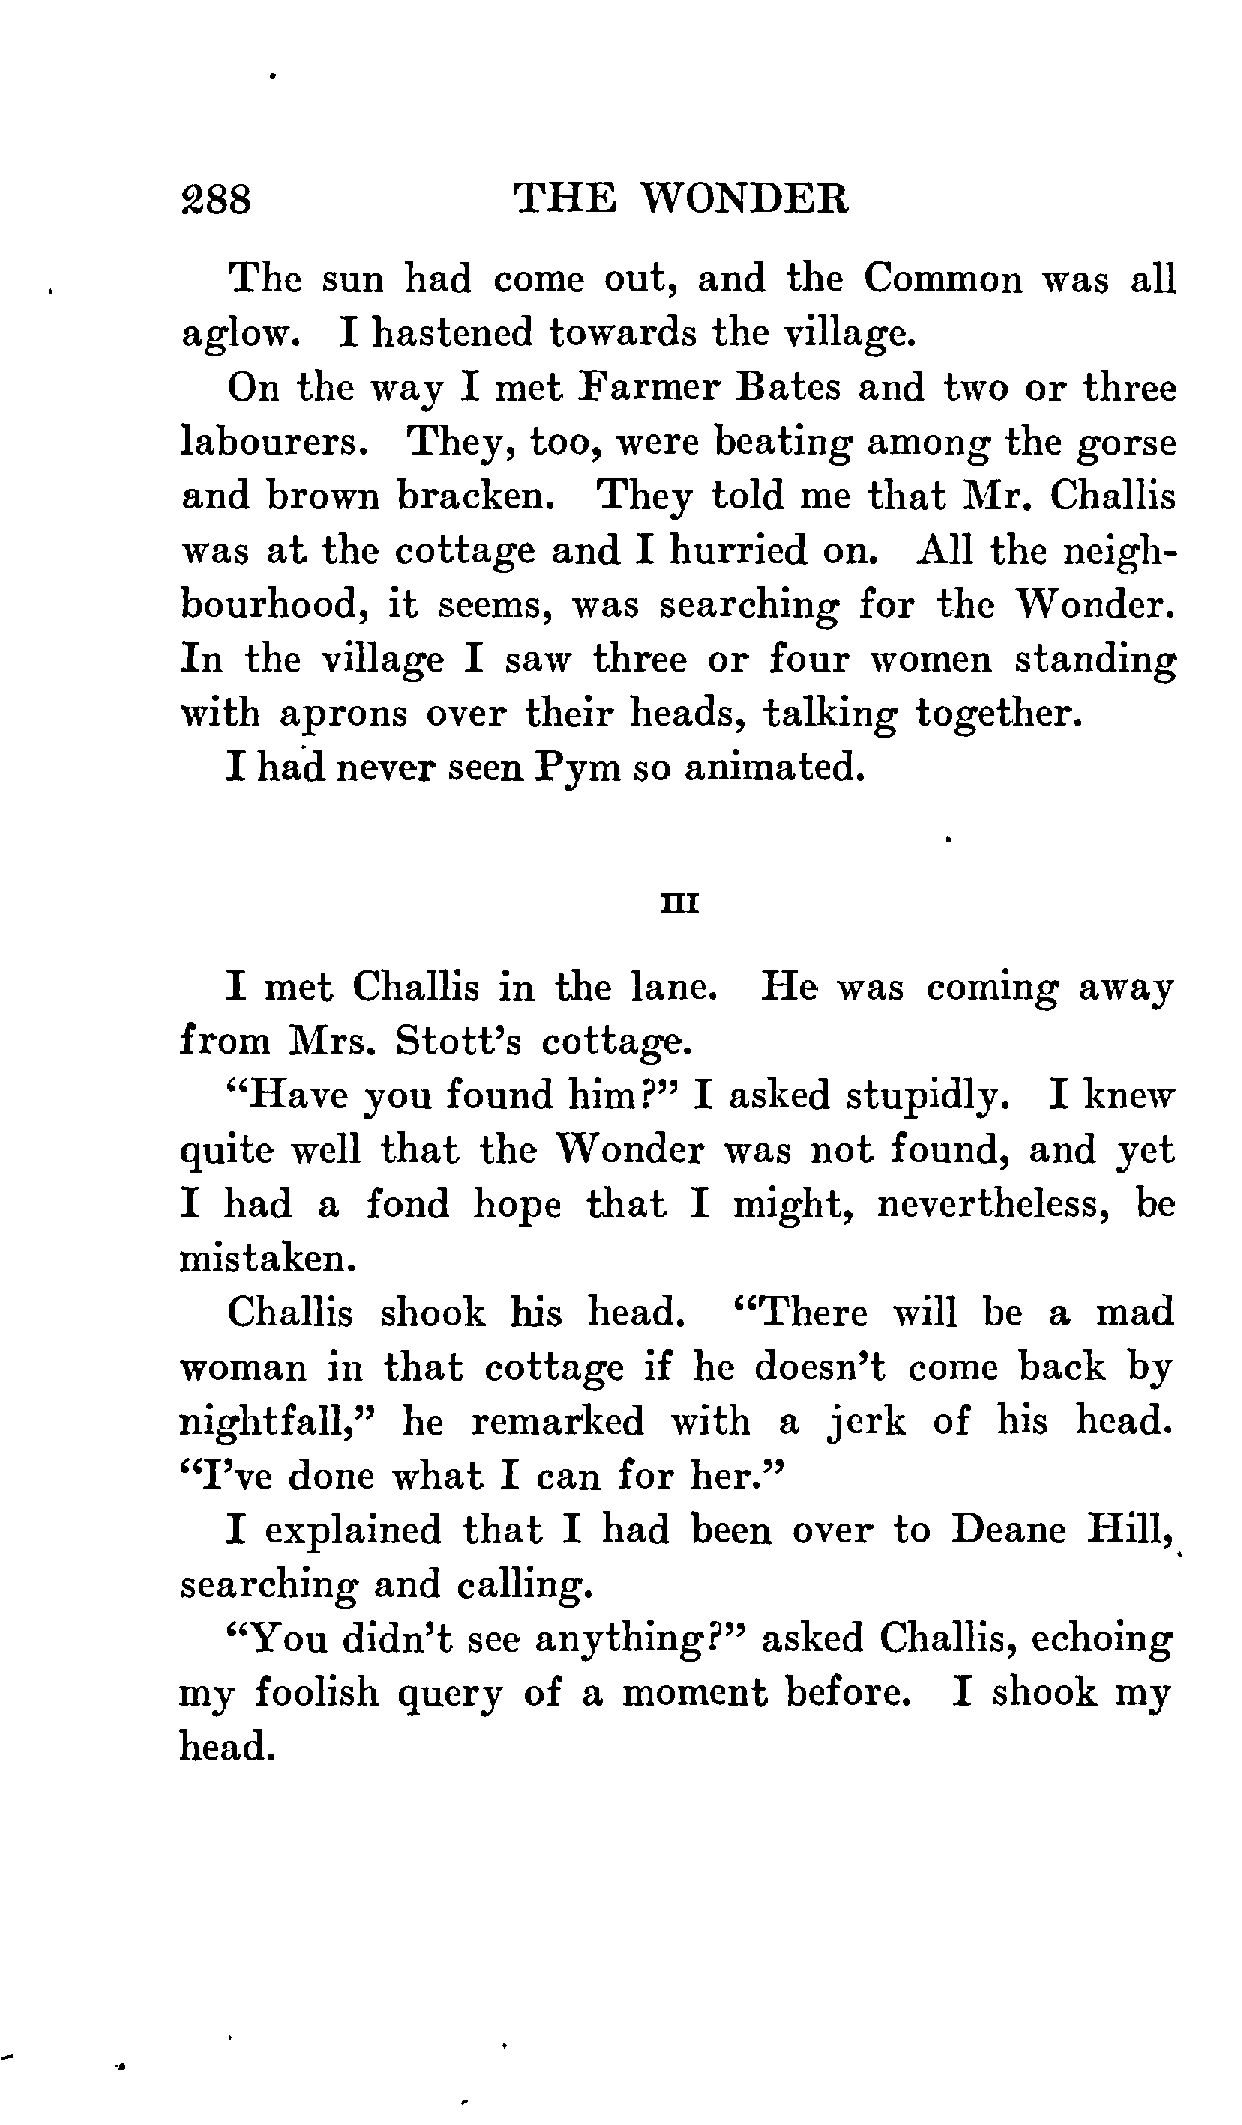 288 THE WONDER
The sun had come out, and the Common was all
aglow. I hastened towards the village.
On the way I met Farmer Bates and two or three
labourers. They, too, were beating among the gorse
and brown bracken. They told me that Mr. Challis
was at the cottage and I hurried on. All the neigh-
bourhood, it seems, was searching for the Wonder.
In the village I saw three or four women standing
with aprons over their heads, talking together.
I had never seen Pym so animated.
III
I met Challis in the lane. He was coming away
from Mrs. Stott's cottage.
“Have you found him?” I asked stupidly. I knew
quite well that the Wonder was not found, and yet
I had a fond hope that I might, nevertheless, be
mistaken.
Challis shook his head. “There will be a mad
woman in that cottage if he doesn't come back by
nightfall,” he remarked with a jerk of his head.
“I've done what I can for her.”
I explained that I had been over to Deane Hill,
searching and calling.
“You didn't see anything?” asked Challis, echoing
my foolish query of a moment before. I shook my
head.